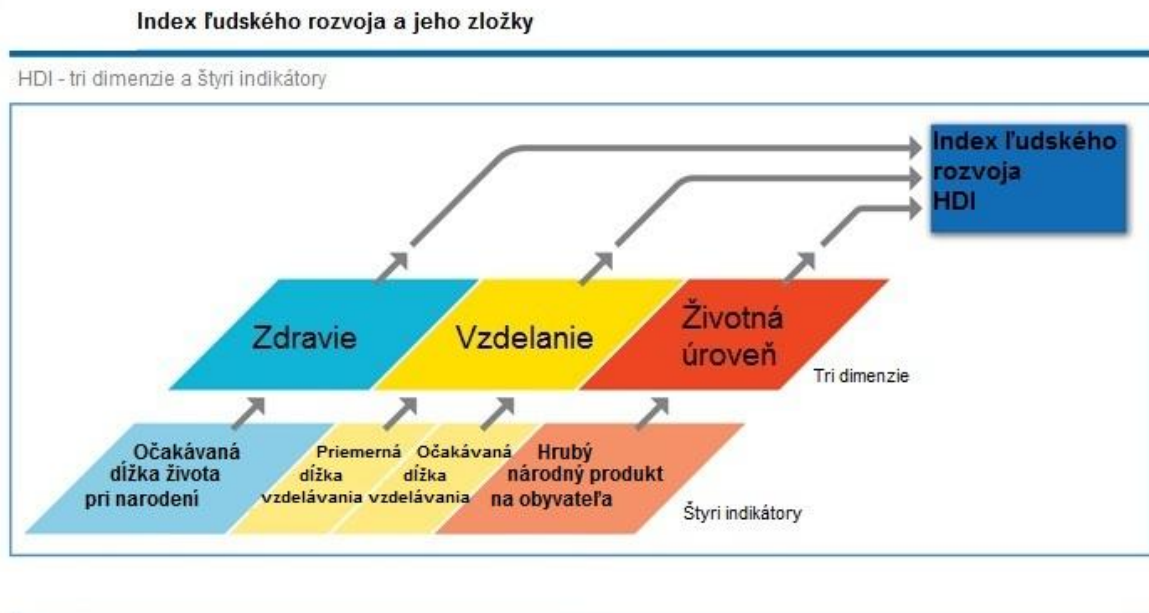 Index ľudského rozvoja a jeho zložky
HDI - tri dimenzie a štyri indikátory
Index ľudského
rozvoja
HDI
Zdravie
Vzdelanie
Životná
úroveň
Tri dimenzie
Očakávaná
dĺžka života
pri narodení
Priemerná
dĺžka
vzdelávania
Očakávaná
dĺžka
vzdelávania
Hrubý
národný produkt
na obyvateľa
Štyri indikátory